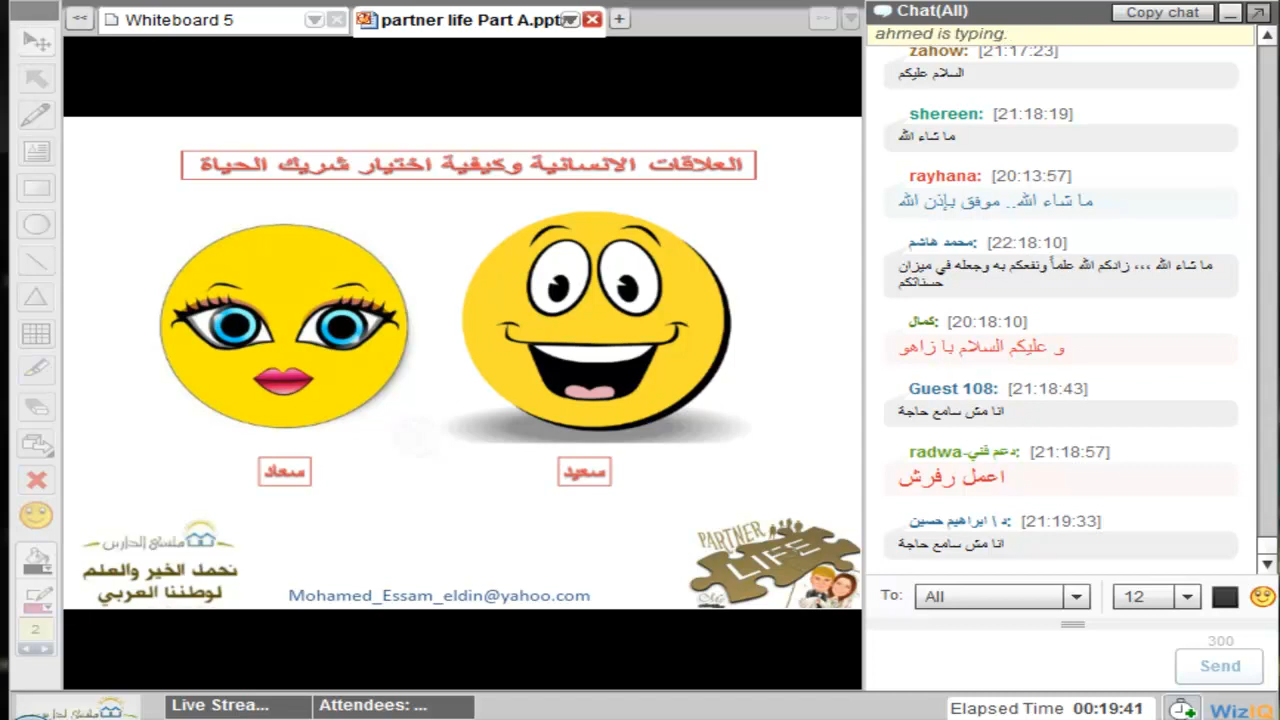 Whiteboard 5
partner life Part A.ppt
العلاقات الانسانية وكيفية اختيار شريك الحياة
سعاد
سعيد
ملتقى الدارس
نحمل الخير والعلم
لوطننا العربي
Mohamed_Essam_eldin@yahoo.com
PARTNER
LIFE
2
Live Strea...
Attendees: ...
Chat(All)
Copy chat
ahmed is typing.
zahow: [21:17:23]
السلام عليكم
shereen: [21:18:19]
ما شاء الله
rayhana: [20:13:57]
ما شاء الله.. موفق بإذن الله
محمد هاشم: [22:18:10]
ما شاء الله ،،، زادكم الله علماً ونفعكم به وجعله في ميزان
حسناتكم
كمال: [20:18:10]
و عليكم السلام يا زاهو
Guest 108: [21:18:43]
انا مش سامع حاجة
radwa-دعم فني: [21:18:57]
اعمل رفرش
د \ ابراهيم حسين: [21:19:33]
انا مش سامع حاجة
To: All 12
300
Send
Elapsed Time 00:19:41
WizIQ